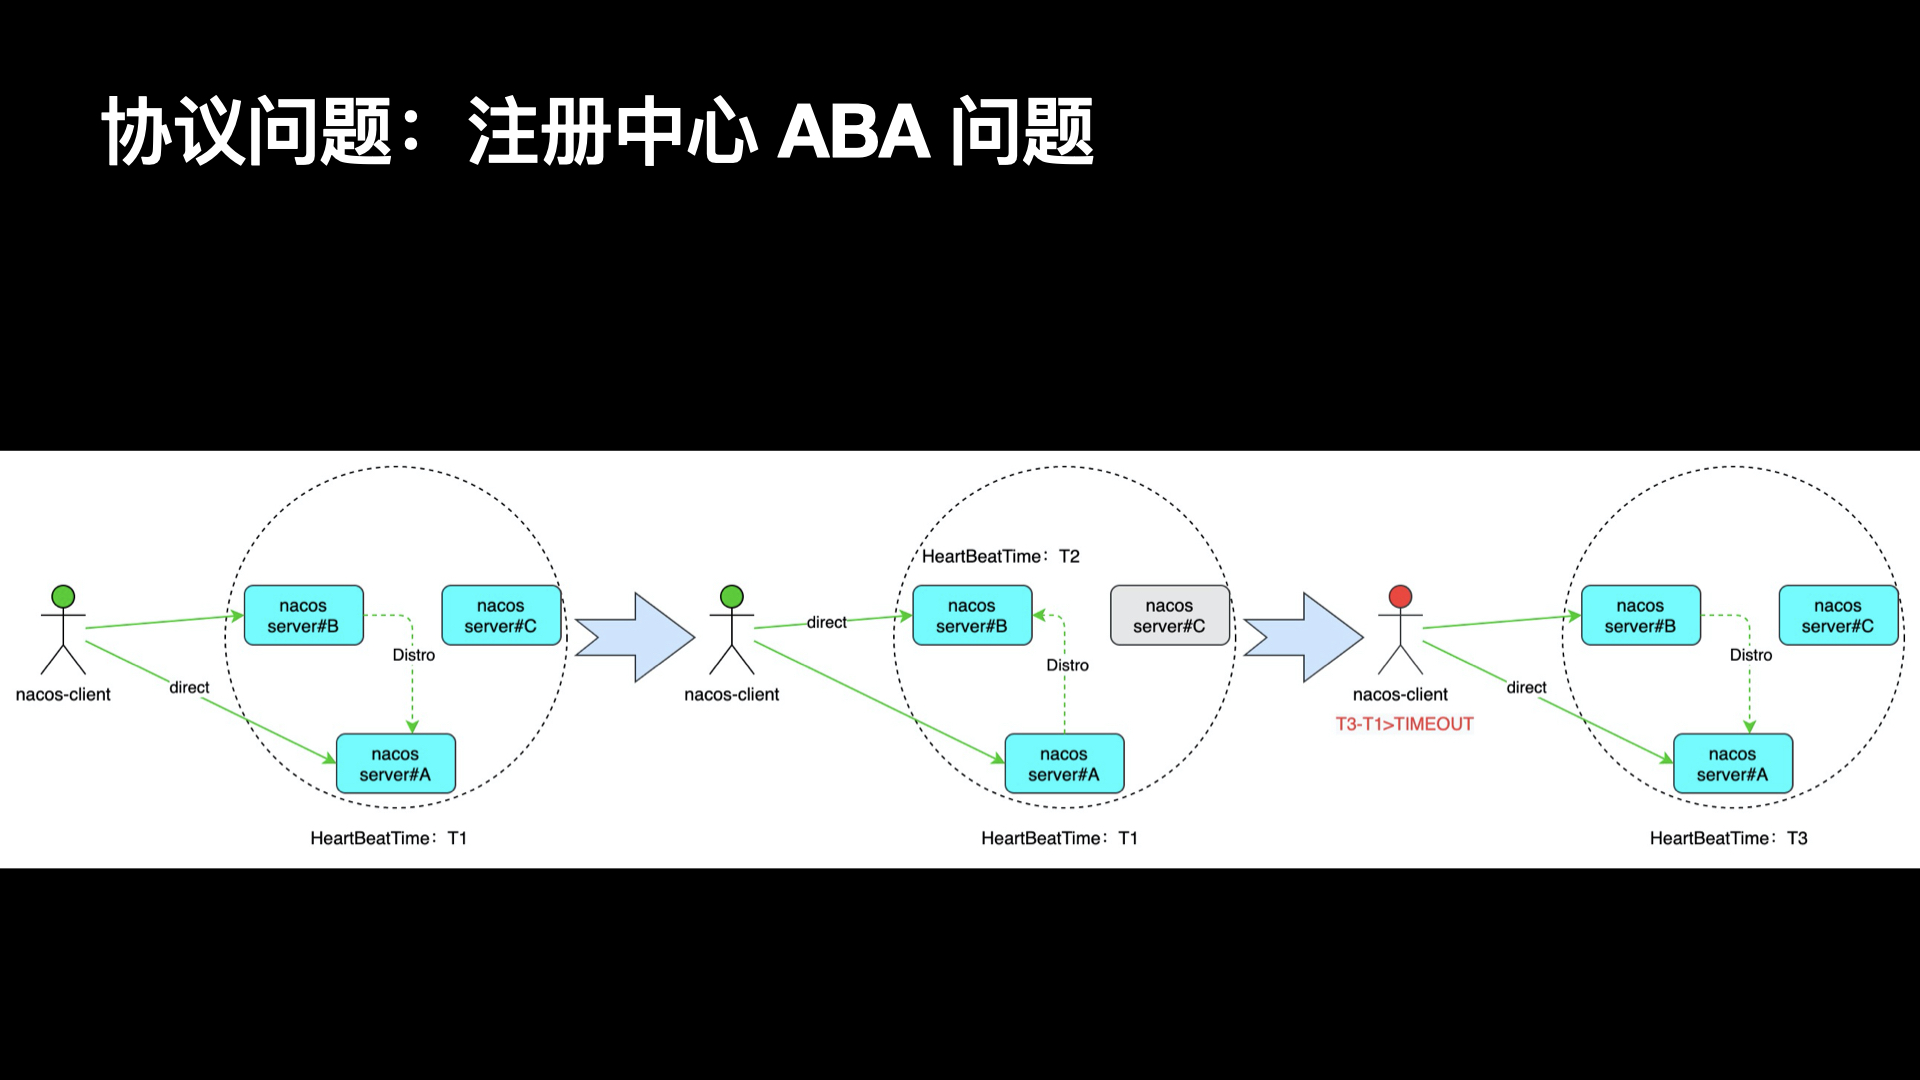 协议问题：注册中心 ABA 问题
nacos-client
direct
nacos
server#B
nacos
server#C
Distro
nacos
server#A
HeartBeatTime：T1
nacos-client
direct
HeartBeatTime：T2
nacos
server#B
nacos
server#C
Distro
nacos
server#A
HeartBeatTime：T1
nacos-client
T3-T1>TIMEOUT
direct
nacos
server#B
nacos
server#C
Distro
nacos
server#A
HeartBeatTime：T3